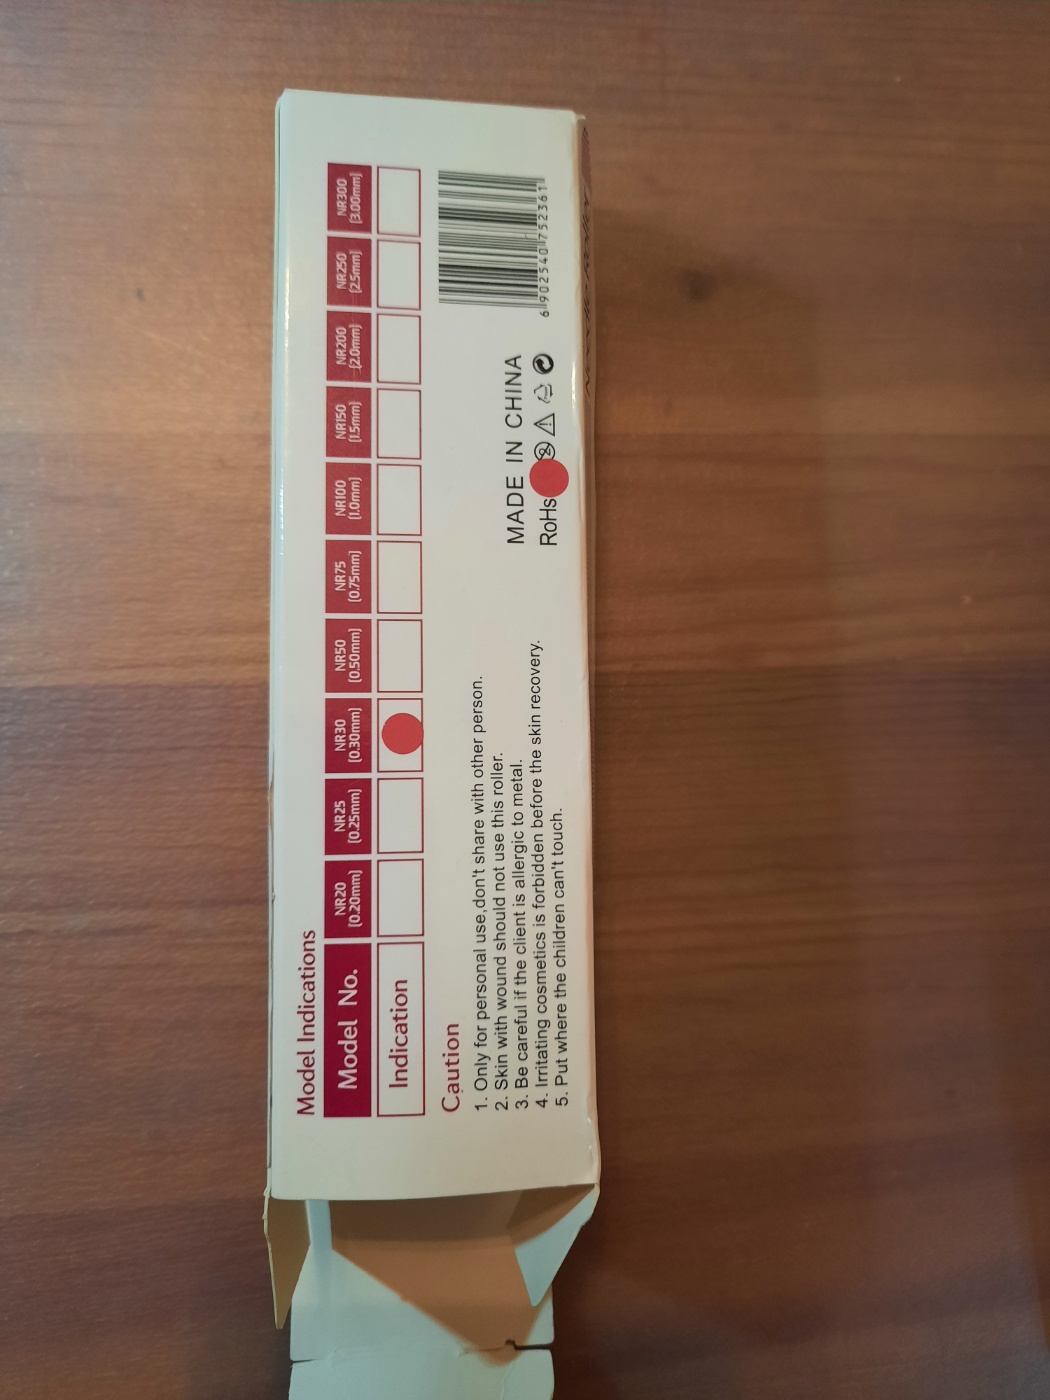 Model Indications
Model No. NR20 NR25 NR30 NR50 NR75 NR100 NR150 NR200 NR250 NR300
(0.20mm) (0.25mm) (0.30mm) (0.50mm) (0.75mm) (1.0mm) (1.5mm) (2.0mm) (2.5mm) (3.00mm)
Indication
Caution
1. Only for personal use,don't share with other person.
2. Skin with wound should not use this roller.
3. Be careful if the client is allergic to metal.
4. Irritating cosmetics is forbidden before the skin recovery.
5. Put where the children can't touch.
MADE IN CHINA
RoHs
6 902540 752361